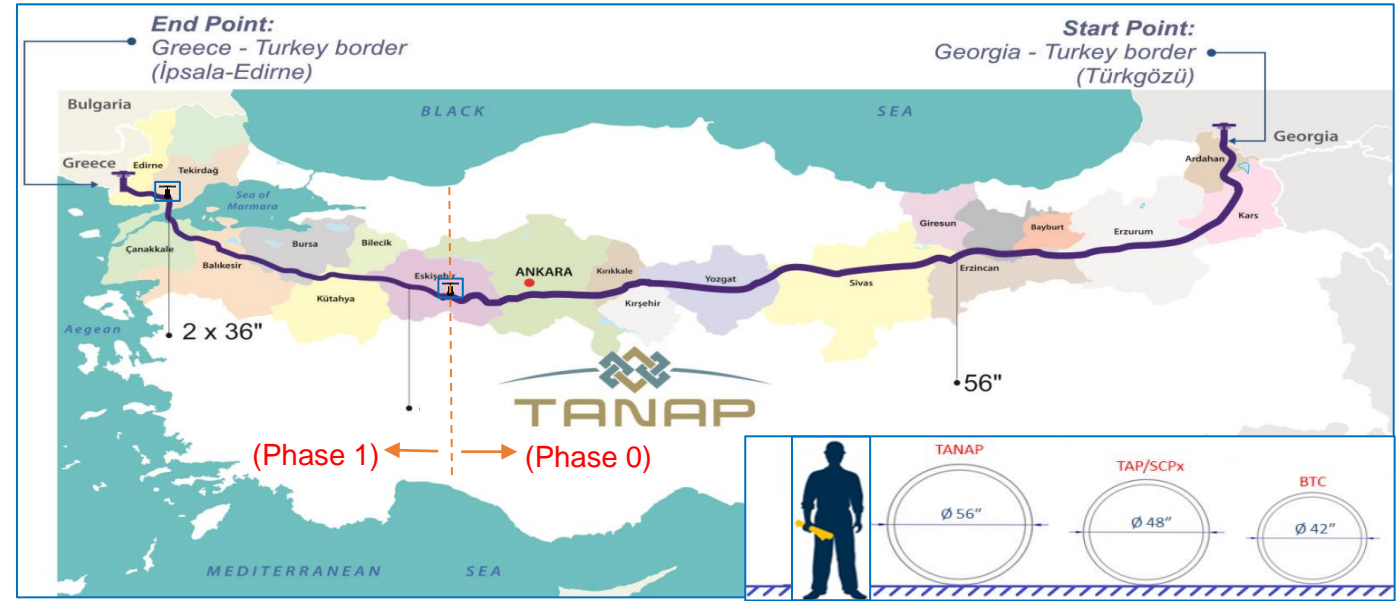 End Point:
Greece - Turkey border
(İpsala-Edirne)
Start Point:
Georgia - Turkey border
(Türkgözü)
Bulgaria
BLACK
SEA
Georgia
Greece
Edirne
Tekirdağ
Ardahan
Sea of
Marmara
Kars
Giresun
Bayburt
Erzurum
Çanakkale
Bursa
Bilecik
Balıkesir
Eskişehir
ANKARA
Kırıkkale
Yozgat
Sivas
Erzincan
Kütahya
Kırşehir
Aegean
2 x 36"
56"
TANAP
(Phase 1)
(Phase 0)
MEDITERRANEAN
SEA
TANAP
TAP/SCPx
BTC
Ø 56"
Ø 48"
Ø 42"